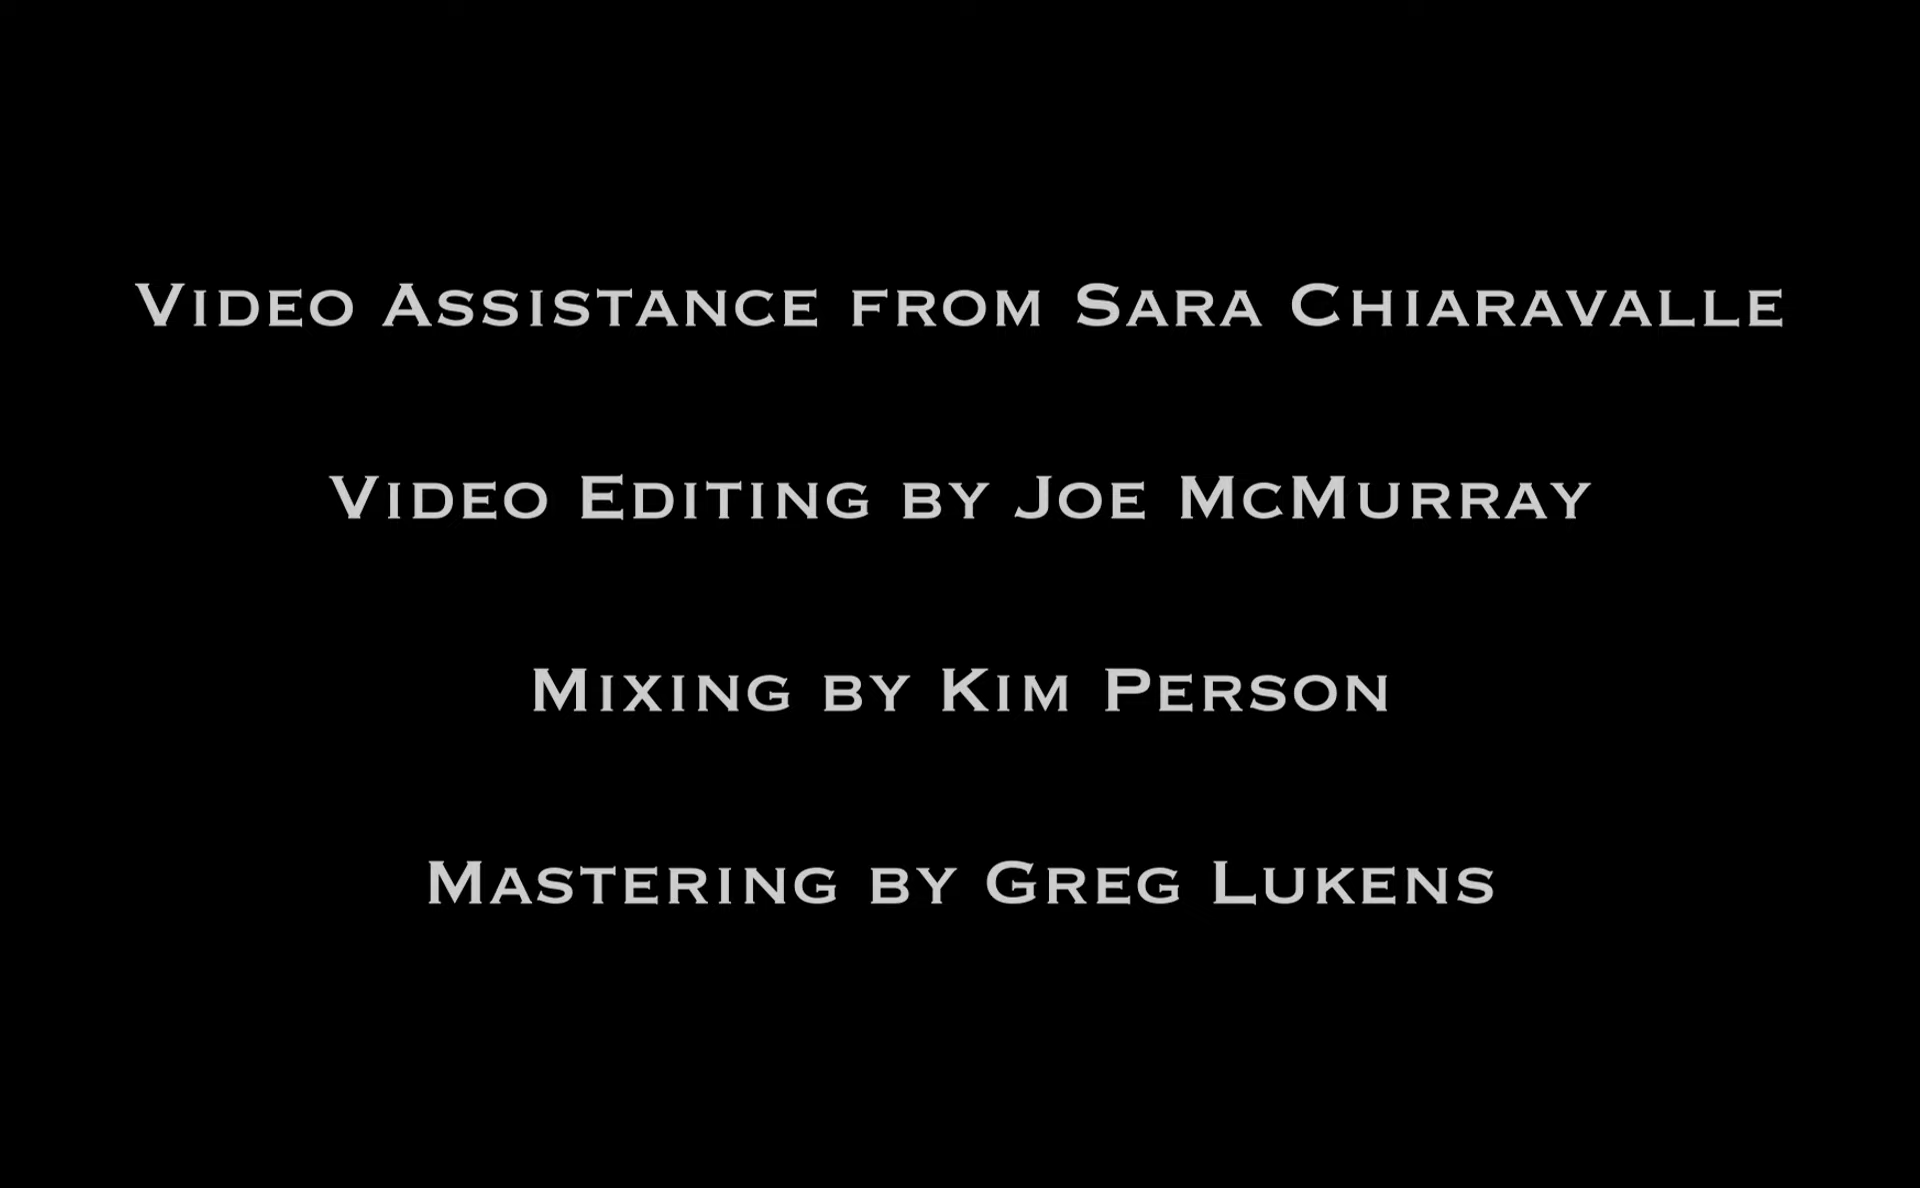 Video Assistance from Sara Chiaravalle
Video Editing by Joe McMurray
Mixing by Kim Person
Mastering by Greg Lukens